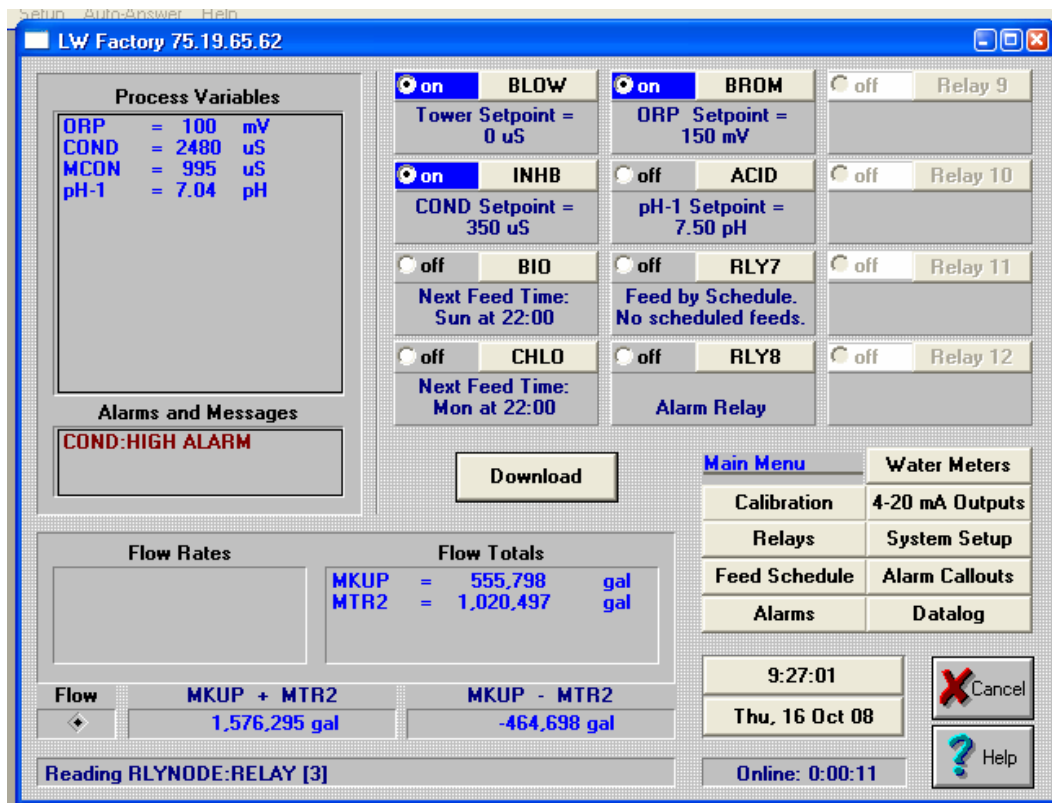 Setup Auto-Answer Help
LW Factory 75.19.65.62
Process Variables
ORP = 100 mV
COND = 2480 uS
MCON = 995 uS
pH-1 = 7.04 pH
Alarms and Messages
COND:HIGH ALARM
on BLOW
Tower Setpoint =
0 uS
on BROM
ORP Setpoint =
150 mV
off Relay 9
on INHB
COND Setpoint =
350 uS
off ACID
pH-1 Setpoint =
7.50 pH
off Relay 10
off BIO
Next Feed Time:
Sun at 22:00
off RLY7
Feed by Schedule.
No scheduled feeds.
off Relay 11
off CHLO
Next Feed Time:
Mon at 22:00
off RLY8
Alarm Relay
off Relay 12
Download
Main Menu
Water Meters
Calibration
4-20 mA Outputs
Relays
System Setup
Feed Schedule
Alarm Callouts
Alarms
Datalog
Flow Rates
Flow Totals
MKUP = 555,798 gal
MTR2 = 1,020,497 gal
Flow
MKUP + MTR2
1,576,295 gal
MKUP - MTR2
-464,698 gal
9:27:01
Thu, 16 Oct 08
Cancel
Help
Reading RLYNODE:RELAY [3]
Online: 0:00:11